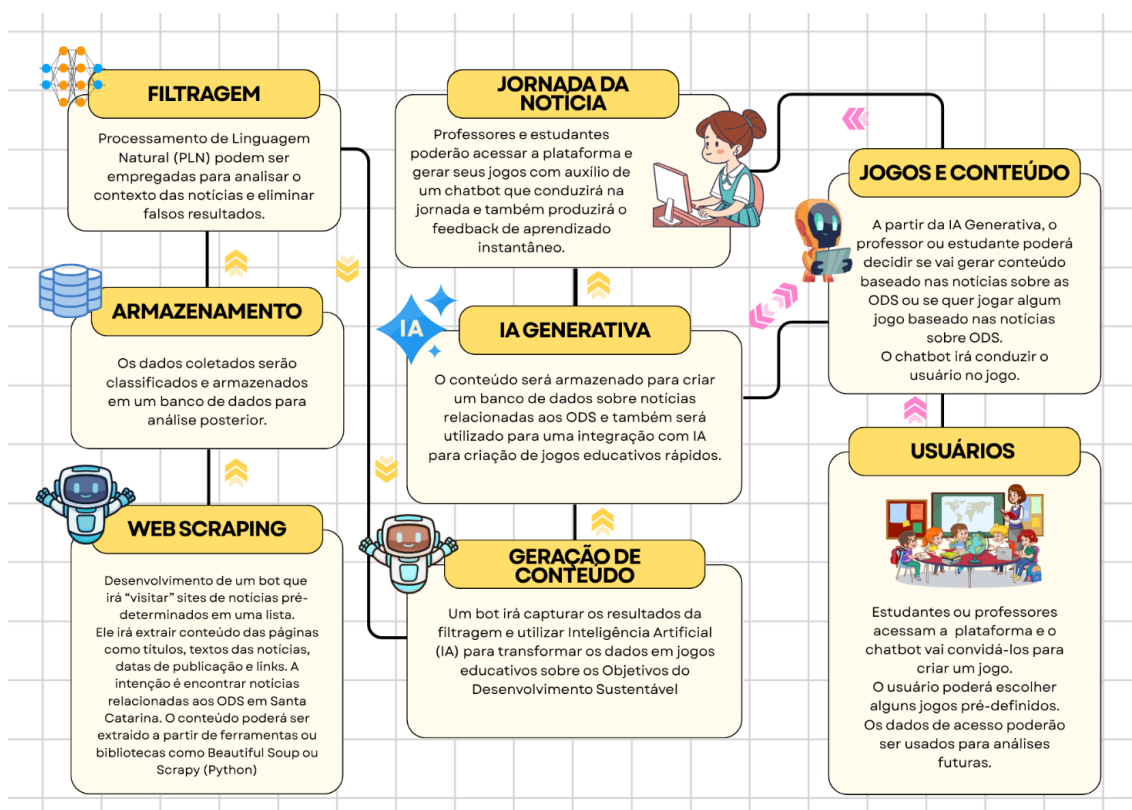 FILTRAGEM
Processamento de Linguagem
Natural (PLN) podem ser
empregadas para analisar o
contexto das notícias e eliminar
falsos resultados.
ARMAZENAMENTO
Os dados coletados serão
classificados e armazenados
em um banco de dados para
análise posterior.
WEB SCRAPING
Desenvolvimento de um bot que
irá “visitar” sites de notícias pré-
determinados em uma lista.
Ele irá extrair conteúdo das páginas
como títulos, textos das notícias,
datas de publicação e links. A
intenção é encontrar notícias
relacionadas aos ODS em Santa
Catarina. O conteúdo poderá ser
extraído a partir de ferramentas ou
bibliotecas como Beautiful Soup ou
Scrapy (Python)
JORNADA DA
NOTÍCIA
Professores e estudantes
poderão acessar a plataforma e
gerar seus jogos com auxílio de
um chatbot que conduzirá na
jornada e também produzirá o
feedback de aprendizado
instantâneo.
IA
IA GENERATIVA
O conteúdo será armazenado para criar
um banco de dados sobre notícias
relacionadas aos ODS e também será
utilizado para uma integração com IA
para criação de jogos educativos rápidos.
GERAÇÃO DE
CONTEÚDO
Um bot irá capturar os resultados da
filtragem e utilizar Inteligência Artificial
(IA) para transformar os dados em jogos
educativos sobre os Objetivos do
Desenvolvimento Sustentável
JOGOS E CONTEÚDO
A partir da IA Generativa, o
professor ou estudante poderá
decidir se vai gerar conteúdo
baseado nas notícias sobre as
ODS ou se quer jogar algum
jogo baseado nas notícias
sobre ODS.
O chatbot irá conduzir o
usuário no jogo.
USUÁRIOS
Estudantes ou professores
acessam a plataforma e o
chatbot vai convidá-los para
criar um jogo.
O usuário poderá escolher
alguns jogos pré-definidos.
Os dados de acesso poderão
ser usados para análises
futuras.